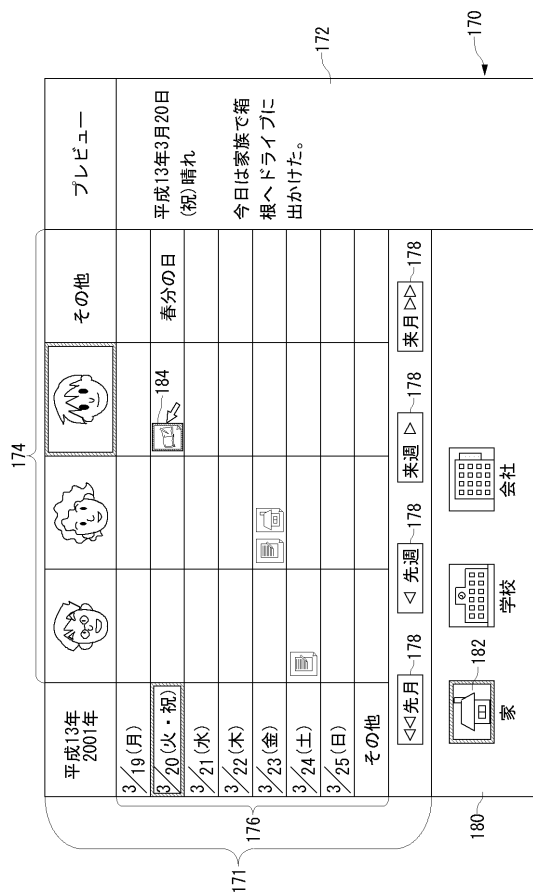 174
平成13年
2001年
その他
プレビュー
3/19(月)
3/20(火・祝)
春分の日
184
3/21(水)
3/22(木)
3/23(金)
3/24(土)
3/25(日)
その他
平成13年3月20日
(祝)晴れ
今日は家族で箱
根へドライブに
出かけた。
172
171
176
◁◁先月
178
◁ 先週
178
来週 ▷
178
来月 ▷▷
178
180
182
家
学校
会社
170